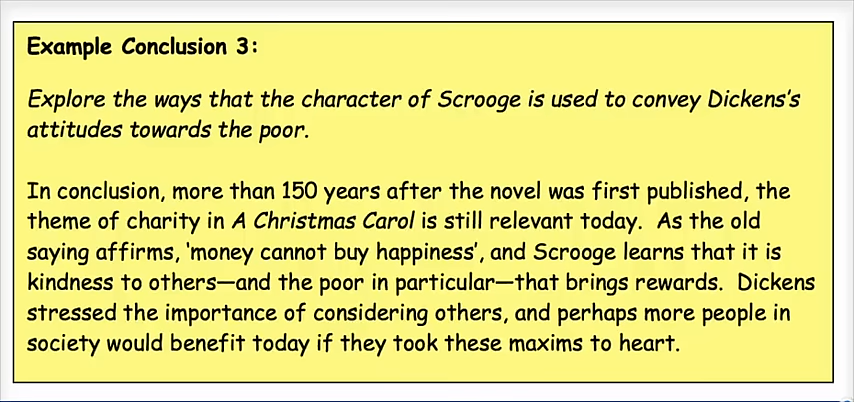 Example Conclusion 3:
Explore the ways that the character of Scrooge is used to convey Dickens's
attitudes towards the poor.
In conclusion, more than 150 years after the novel was first published, the
theme of charity in A Christmas Carol is still relevant today.  As the old
saying affirms, 'money cannot buy happiness', and Scrooge learns that it is
kindness to others—and the poor in particular—that brings rewards.  Dickens
stressed the importance of considering others, and perhaps more people in
society would benefit today if they took these maxims to heart.